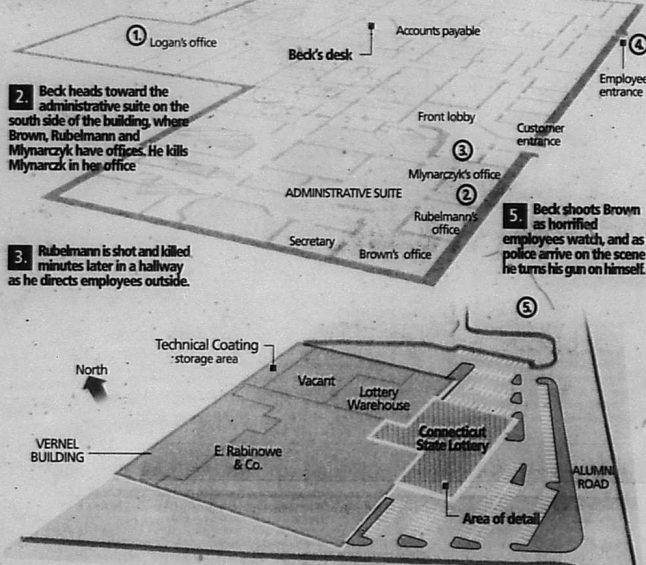 1. Logan's office
Beck's desk
Accounts payable
4.
Employee
entrance
2. Beck heads toward the
administrative suite on the
south side of the building, where
Brown, Rubelmann and
Mlynarczyk have offices. He kills
Mlynarczk in her office
Front lobby
Customer
entrance
3.
Mlynarczyk's office
2.
ADMINISTRATIVE SUITE
Rubelmann's
office
Secretary
Brown's office
5. Beck shoots Brown
as horrified
employees watch, and as
police arrive on the scene
he turns his gun on himself.
3. Rubelmann is shot and killed
minutes later in a hallway
as he directs employees outside.
5.
Technical Coating
storage area
North
Vacant
Lottery
Warehouse
VERNEL
BUILDING
E. Rabinowe
& Co.
Connecticut
State Lottery
ALUMNI
ROAD
Area of detail